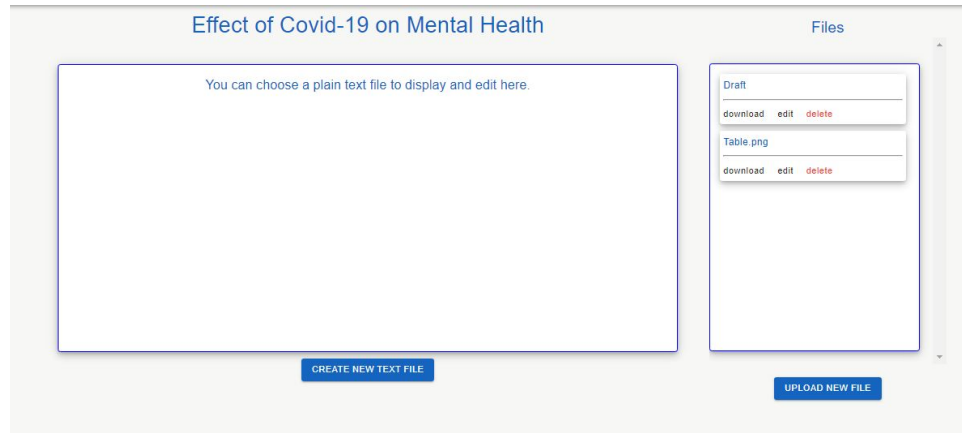 Effect of Covid-19 on Mental Health
You can choose a plain text file to display and edit here.
CREATE NEW TEXT FILE
Files
Draft
download edit delete
Table.png
download edit delete
UPLOAD NEW FILE